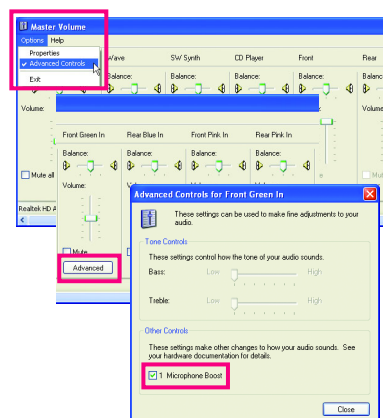 Master Volume
Options Help
Properties
Advanced Controls
Exit
Wave
SW Synth
CD Player
Front
Rear
Balance:
Balance:
Balance:
Balance:
Balanc
Volume:
Volume
Mute all
Mu
Realtek HD A
Front Green In
Rear Blue In
Front Pink In
Rear Pink In
Balance:
Balance:
Balance:
Balance:
Volume:
Mute
Advanced
Advanced Controls for Front Green In
These settings can be used to make fine adjustments to your
audio.
Tone Controls
These settings control how the tone of your audio sounds.
Bass:
Low
High
Treble:
Low
High
Other Controls
These settings make other changes to how your audio sounds. See
your hardware documentation for details.
1 Microphone Boost
Close